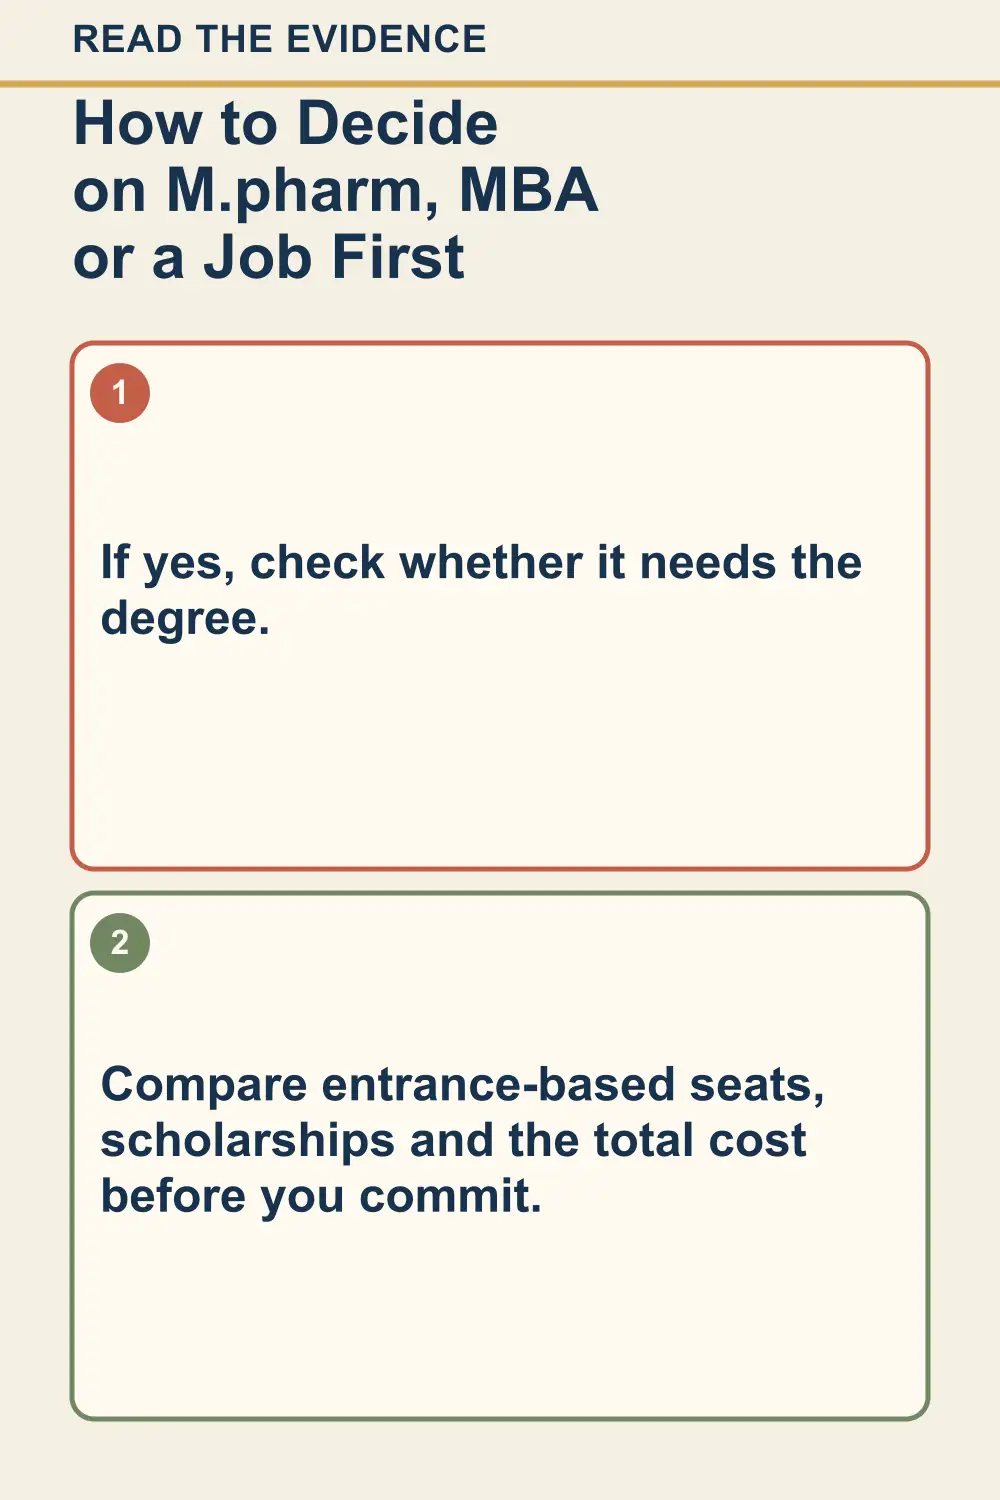 READ THE EVIDENCE
How to Decide
on M.pharm, MBA
or a Job First
1
If yes, check whether it needs the
degree.
2
Compare entrance-based seats,
scholarships and the total cost
before you commit.